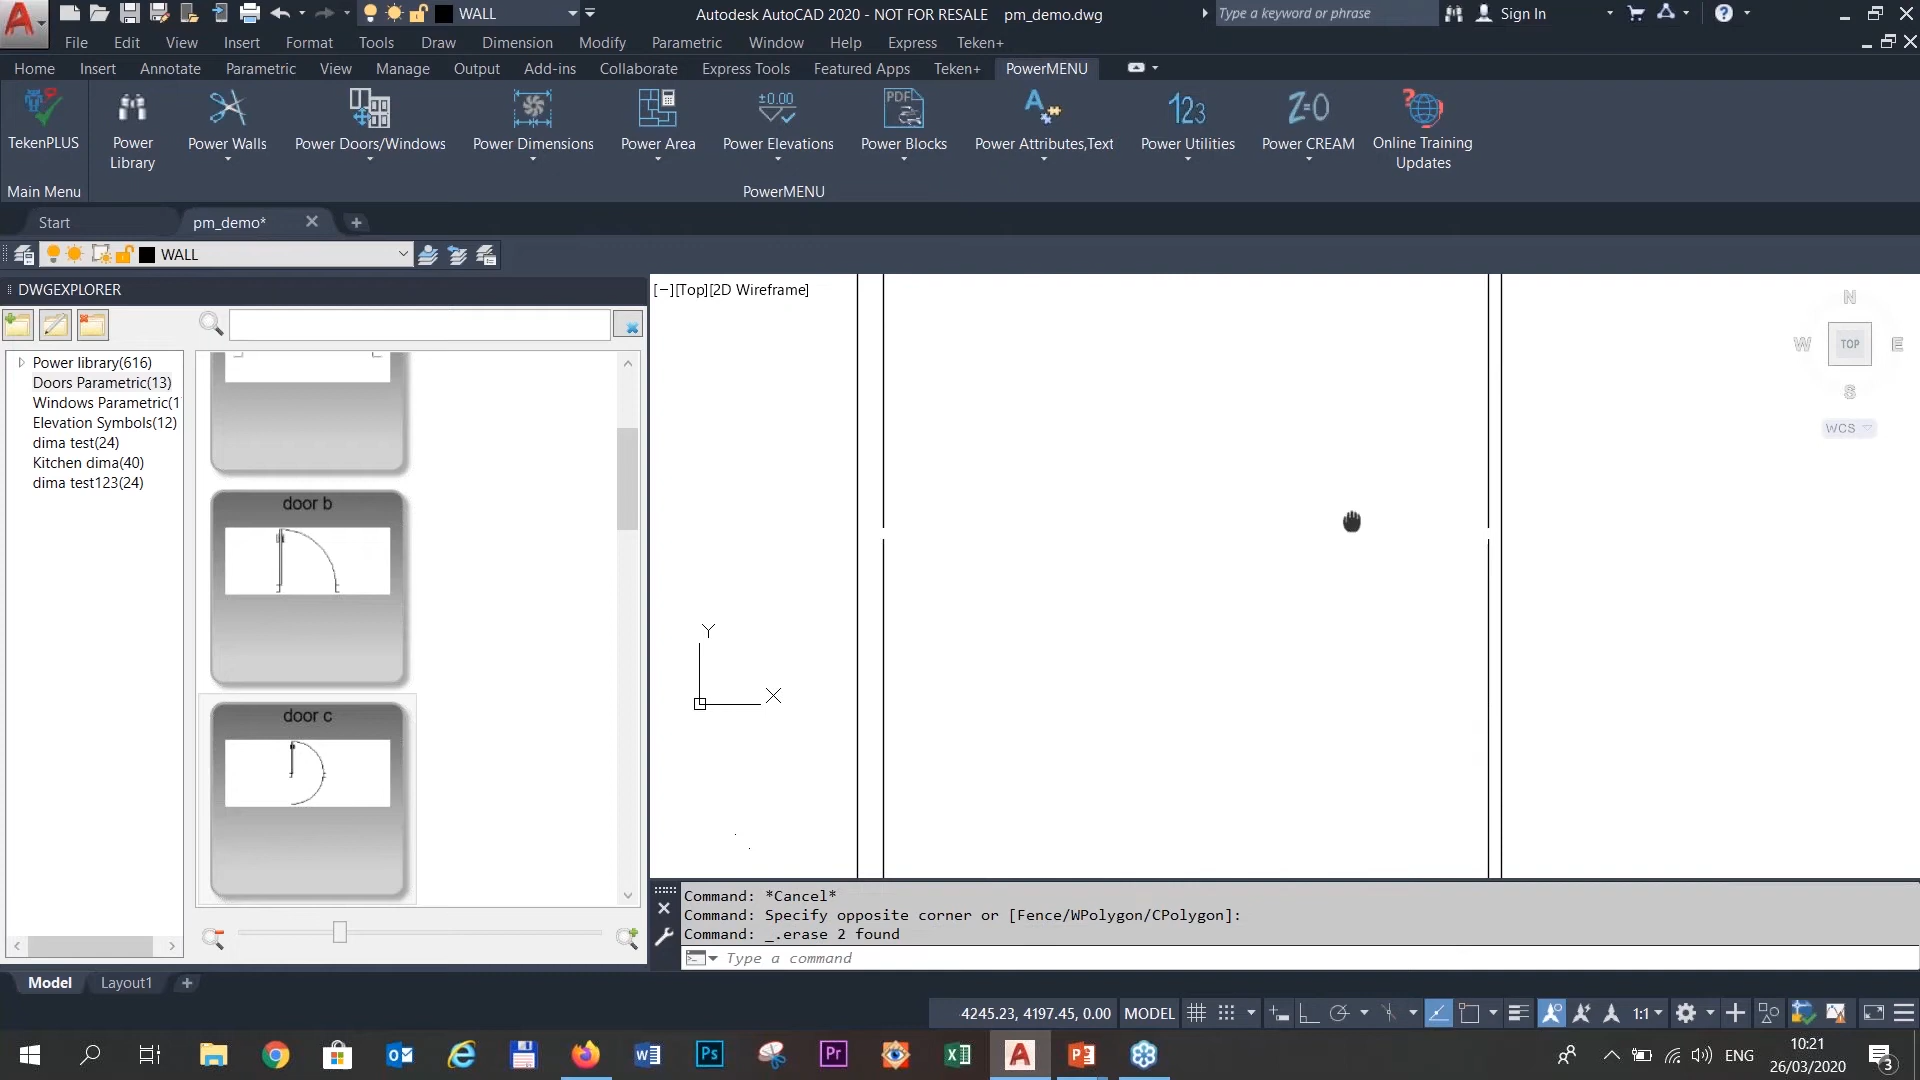 WALL
Autodesk AutoCAD 2020 - NOT FOR RESALE pm_demo.dwg
Type a keyword or phrase
Sign In
File Edit View Insert Format Tools Draw Dimension Modify Parametric Window Help Express Teken+
Home Insert Annotate Parametric View Manage Output Add-ins Collaborate Express Tools Featured Apps Teken+ PowerMENU
TekenPLUS
Power Library
Power Walls
Power Doors/Windows
Power Dimensions
Power Area
±0.00
Power Elevations
PDF
Power Blocks
A
Power Attributes,Text
123
Power Utilities
Z=0
Power CREAM
Online Training Updates
Main Menu
PowerMENU
Start
pm_demo*
WALL
DWGEXPLORER
Power library(616)
Doors Parametric(13)
Windows Parametric(1
Elevation Symbols(12)
dima test(24)
Kitchen dima(40)
dima test123(24)
door b
door c
[−][Top][2D Wireframe]
N
W TOP E
S
WCS
Y
X
Command: *Cancel*
Command: Specify opposite corner or [Fence/WPolygon/CPolygon]:
Command: _.erase 2 found
Type a command
Model Layout1
4245.23, 4197.45, 0.00 MODEL
1:1
ENG
10:21
26/03/2020
3